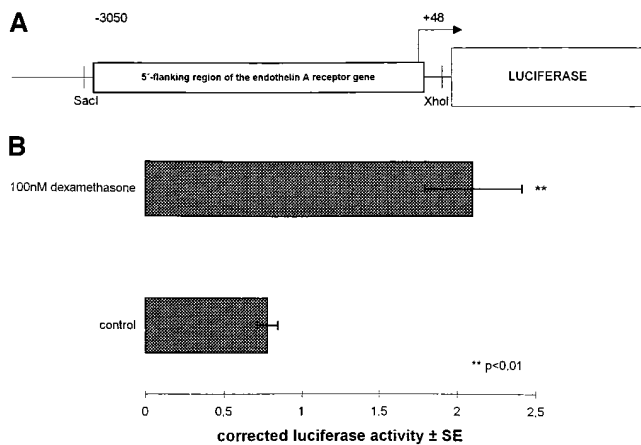 A
-3050
+48
5´-flanking region of the endothelin A receptor gene
LUCIFERASE
SacI
XhoI
B
100nM dexamethasone
**
control
** p<0.01
0
0,5
1
1,5
2
2,5
corrected luciferase activity ± SE